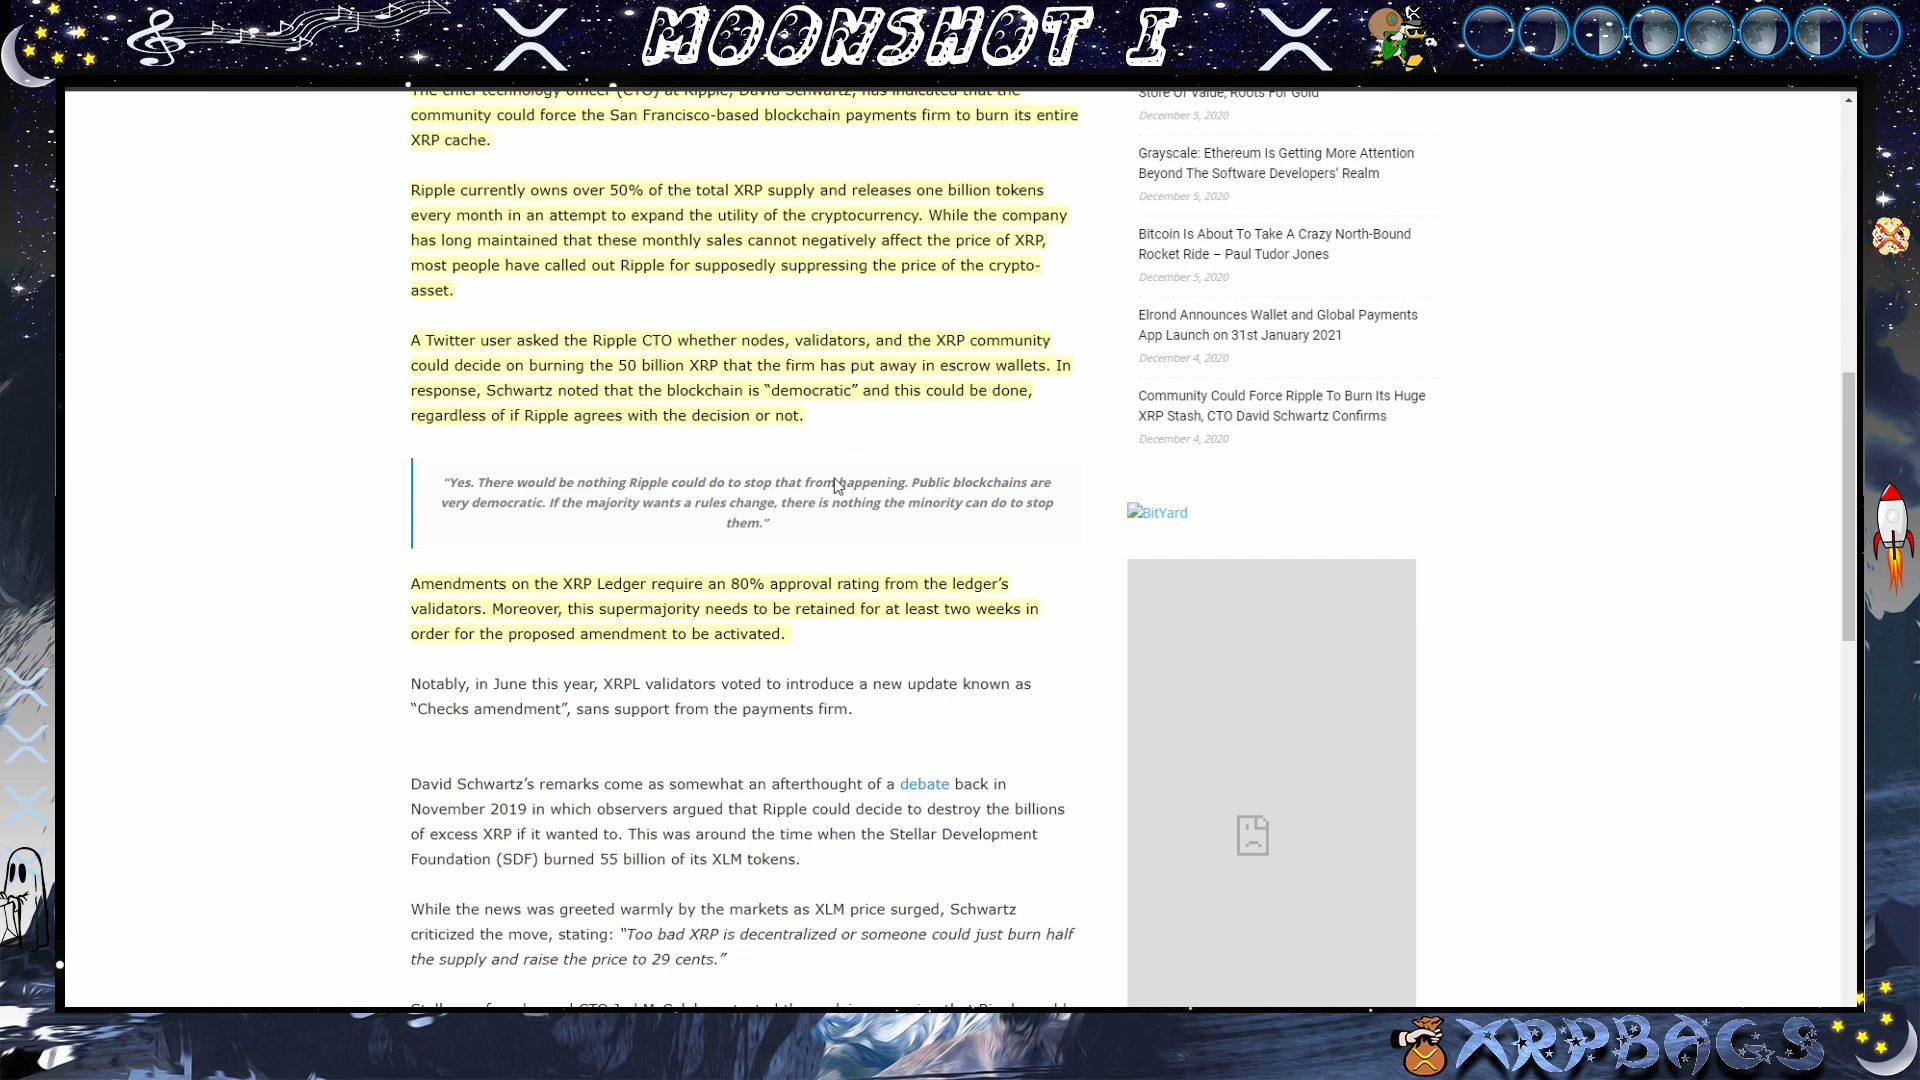 MOONSHOT I
The chief technology officer (CTO) at Ripple, David Schwartz, has indicated that the
community could force the San Francisco-based blockchain payments firm to burn its entire
XRP cache.
Ripple currently owns over 50% of the total XRP supply and releases one billion tokens
every month in an attempt to expand the utility of the cryptocurrency. While the company
has long maintained that these monthly sales cannot negatively affect the price of XRP,
most people have called out Ripple for supposedly suppressing the price of the crypto-
asset.
A Twitter user asked the Ripple CTO whether nodes, validators, and the XRP community
could decide on burning the 50 billion XRP that the firm has put away in escrow wallets. In
response, Schwartz noted that the blockchain is “democratic” and this could be done,
regardless of if Ripple agrees with the decision or not.
“Yes. There would be nothing Ripple could do to stop that from happening. Public blockchains are
very democratic. If the majority wants a rules change, there is nothing the minority can do to stop
them.”
Amendments on the XRP Ledger require an 80% approval rating from the ledger’s
validators. Moreover, this supermajority needs to be retained for at least two weeks in
order for the proposed amendment to be activated.
Notably, in June this year, XRPL validators voted to introduce a new update known as
“Checks amendment”, sans support from the payments firm.
David Schwartz’s remarks come as somewhat an afterthought of a debate back in
November 2019 in which observers argued that Ripple could decide to destroy the billions
of excess XRP if it wanted to. This was around the time when the Stellar Development
Foundation (SDF) burned 55 billion of its XLM tokens.
While the news was greeted warmly by the markets as XLM price surged, Schwartz
criticized the move, stating: “Too bad XRP is decentralized or someone could just burn half
the supply and raise the price to 29 cents.”
Store Of Value, Roots For Gold
December 5, 2020
Grayscale: Ethereum Is Getting More Attention
Beyond The Software Developers’ Realm
December 5, 2020
Bitcoin Is About To Take A Crazy North-Bound
Rocket Ride – Paul Tudor Jones
December 5, 2020
Elrond Announces Wallet and Global Payments
App Launch on 31st January 2021
December 4, 2020
Community Could Force Ripple To Burn Its Huge
XRP Stash, CTO David Schwartz Confirms
December 4, 2020
BitYard
XRPBAGS